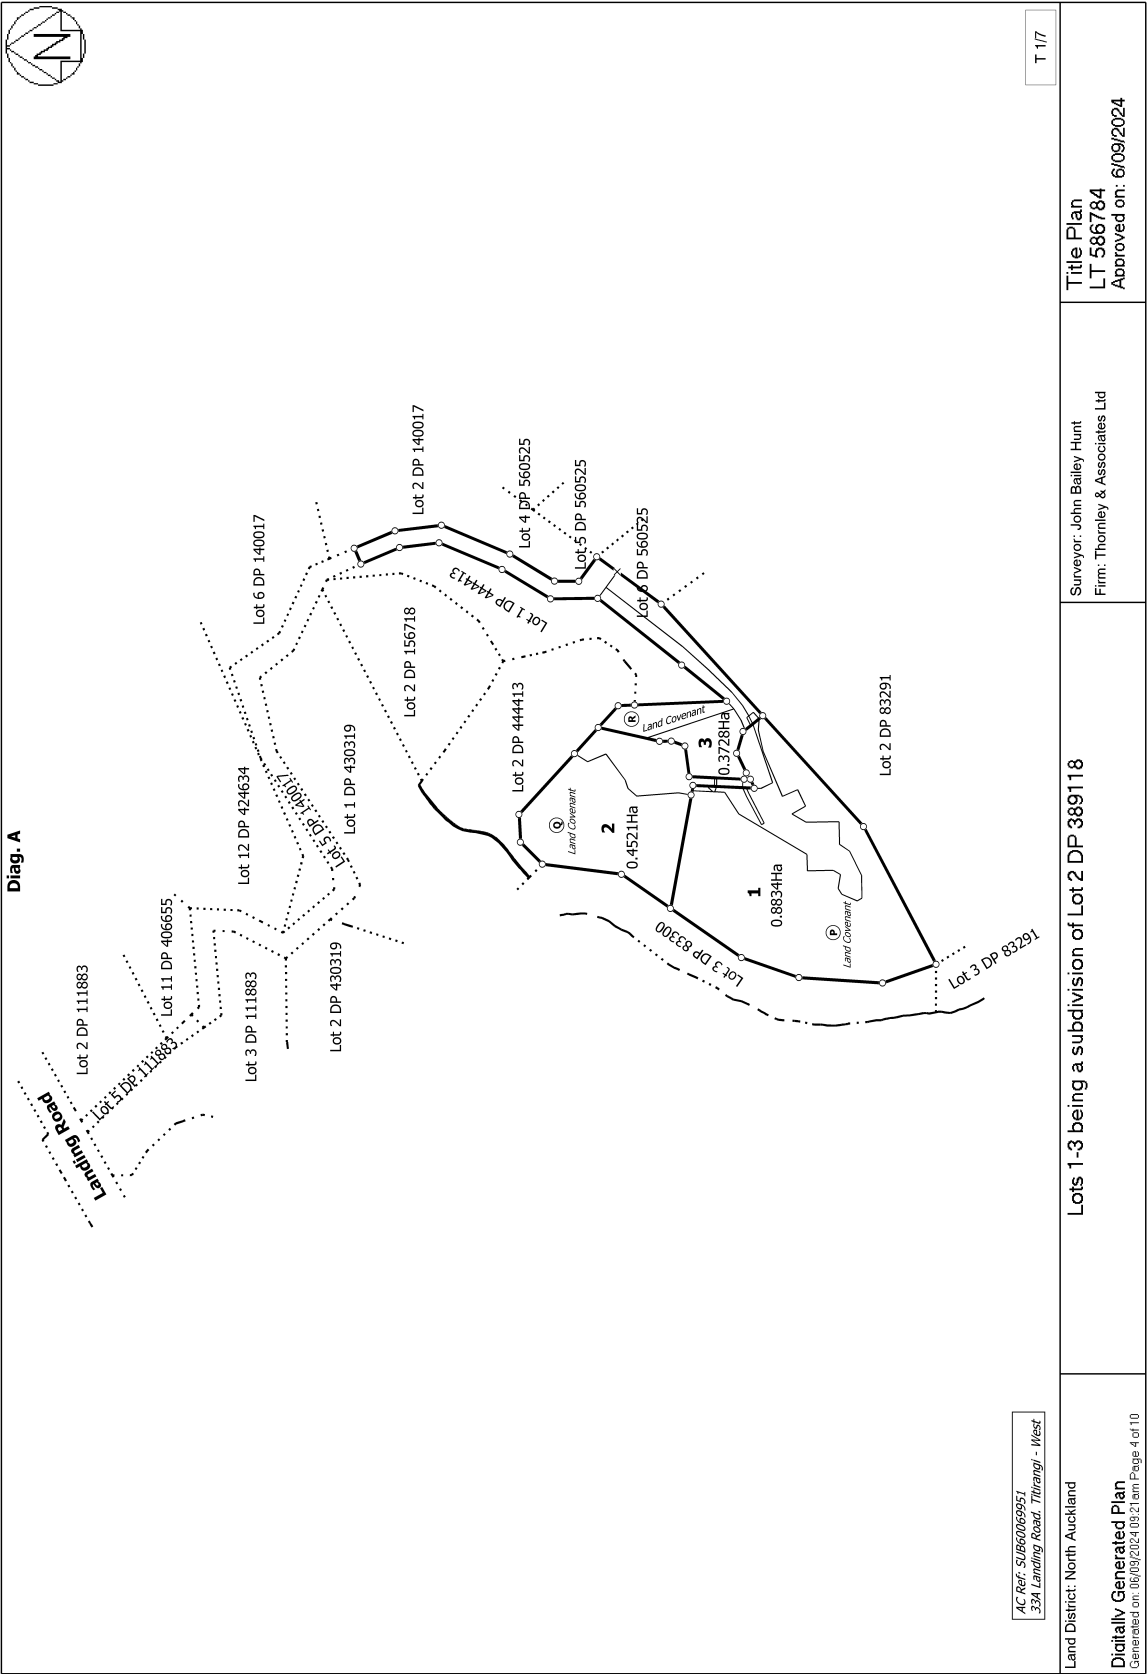 Diag. A
N
T 1/7
Landing Road
Lot 2 DP 111883
Lot 5 DP 111883
Lot 11 DP 406655
Lot 3 DP 111883
Lot 12 DP 424634
Lot 5 DP 140017
Lot 2 DP 430319
Lot 1 DP 430319
Lot 6 DP 140017
Lot 2 DP 140017
Lot 2 DP 156718
Lot 1 DP 444413
Lot 4 DP 560525
Lot 5 DP 560525
Lot 6 DP 560525
Lot 2 DP 444413
Q
Land Covenant
2
0.4521Ha
R
Land Covenant
3
0.3728Ha
1
0.8834Ha
P
Land Covenant
Lot 3 DP 83300
Lot 2 DP 83291
Lot 3 DP 83291
AC Ref: SUB60069951
33A Landing Road, Titirangi - West
Land District: North Auckland
Digitally Generated Plan
Generated on: 06/09/2024 09:21am Page 4 of 10
Lots 1-3 being a subdivision of Lot 2 DP 389118
Surveyor: John Bailey Hunt
Firm: Thornley & Associates Ltd
Title Plan
LT 586784
Approved on: 6/09/2024